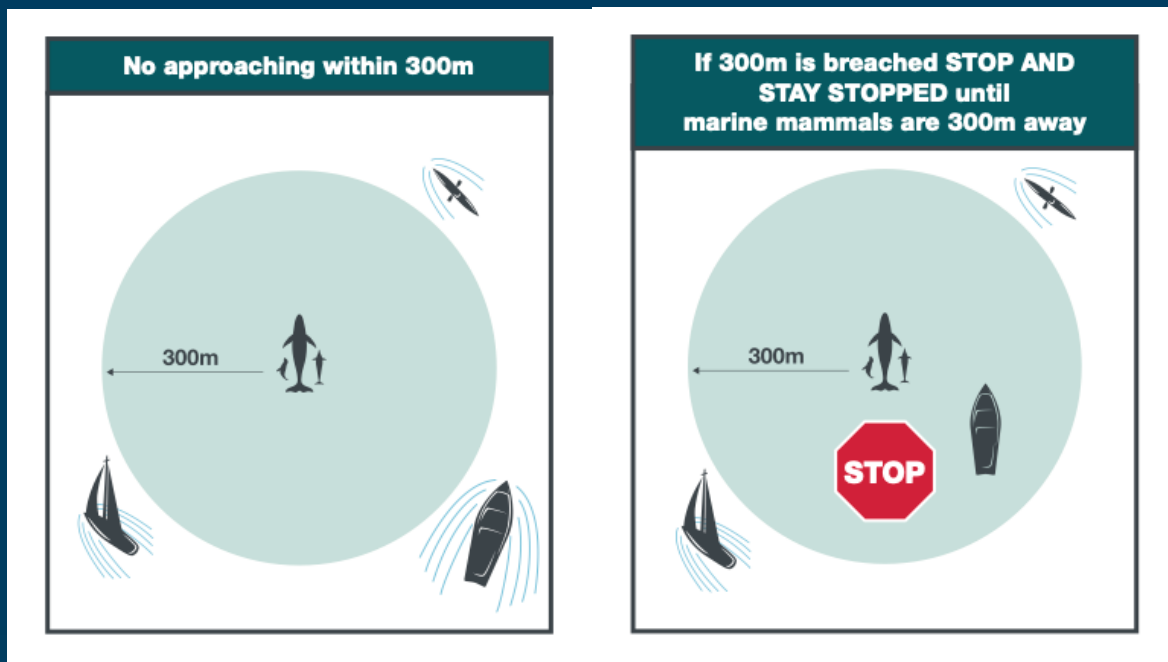 No approaching within 300m
300m
If 300m is breached STOP AND
STAY STOPPED until
marine mammals are 300m away
300m
STOP